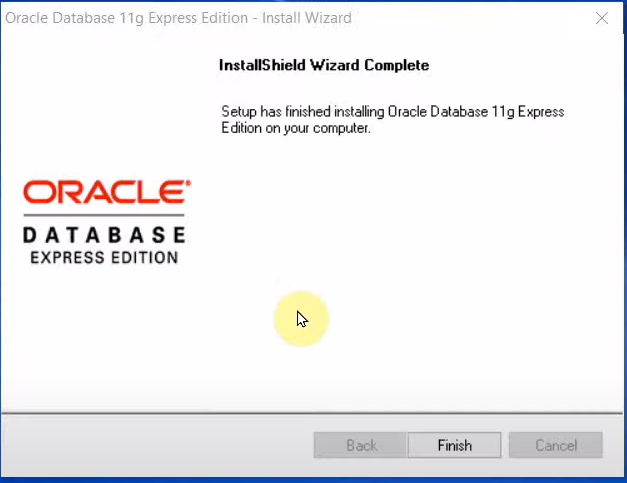 Oracle Database 11g Express Edition - Install Wizard
InstallShield Wizard Complete
Setup has finished installing Oracle Database 11g Express
Edition on your computer.
ORACLE®
DATABASE
EXPRESS EDITION
Back
Finish
Cancel